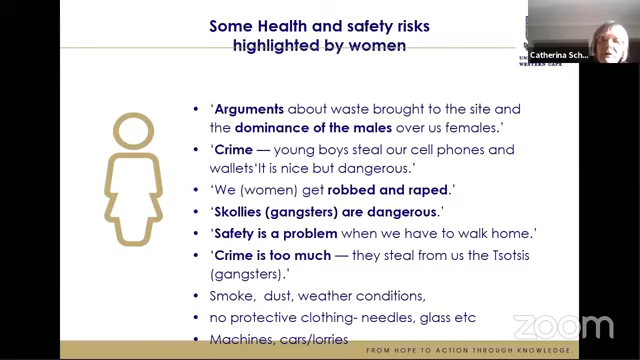 Some Health and safety risks
highlighted by women
Catherina Sch...
WESTERN CAPE
• ‘Arguments about waste brought to the site and
the dominance of the males over us females.’
• ‘Crime — young boys steal our cell phones and
wallets‘It is nice but dangerous.’
• ‘We (women) get robbed and raped.’
• ‘Skollies (gangsters) are dangerous.’
• ‘Safety is a problem when we have to walk home.’
• ‘Crime is too much — they steal from us the Tsotsis
(gangsters).’
• Smoke, dust, weather conditions,
• no protective clothing- needles, glass etc
• Machines, cars/lorries
zoom
FROM HOPE TO ACTION THROUGH KNOWLEDGE.